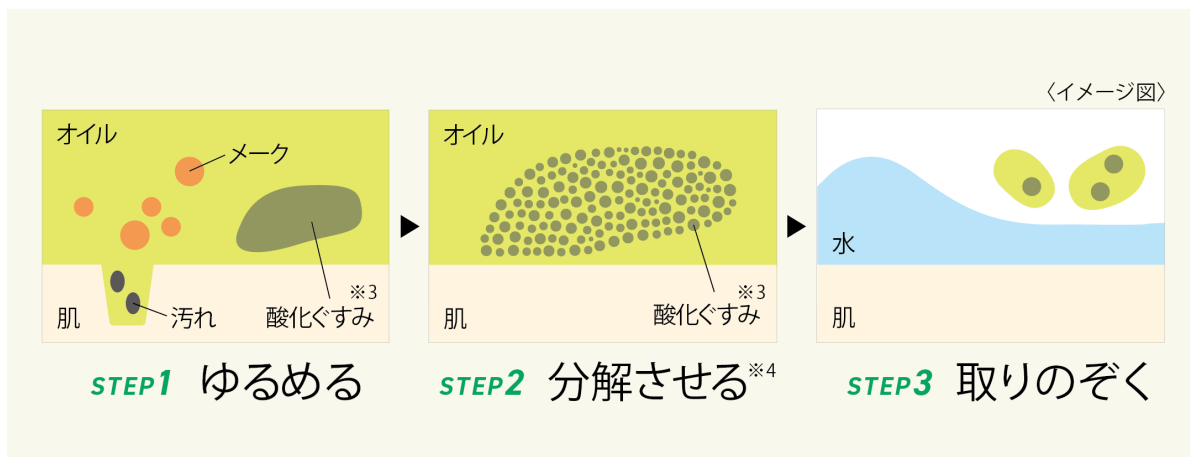 〈イメージ図〉
オイル
メーク
汚れ
※3
酸化ぐすみ
肌
STEP1 ゆるめる
オイル
※3
酸化ぐすみ
肌
STEP2 分解させる※4
水
肌
STEP3 取りのぞく